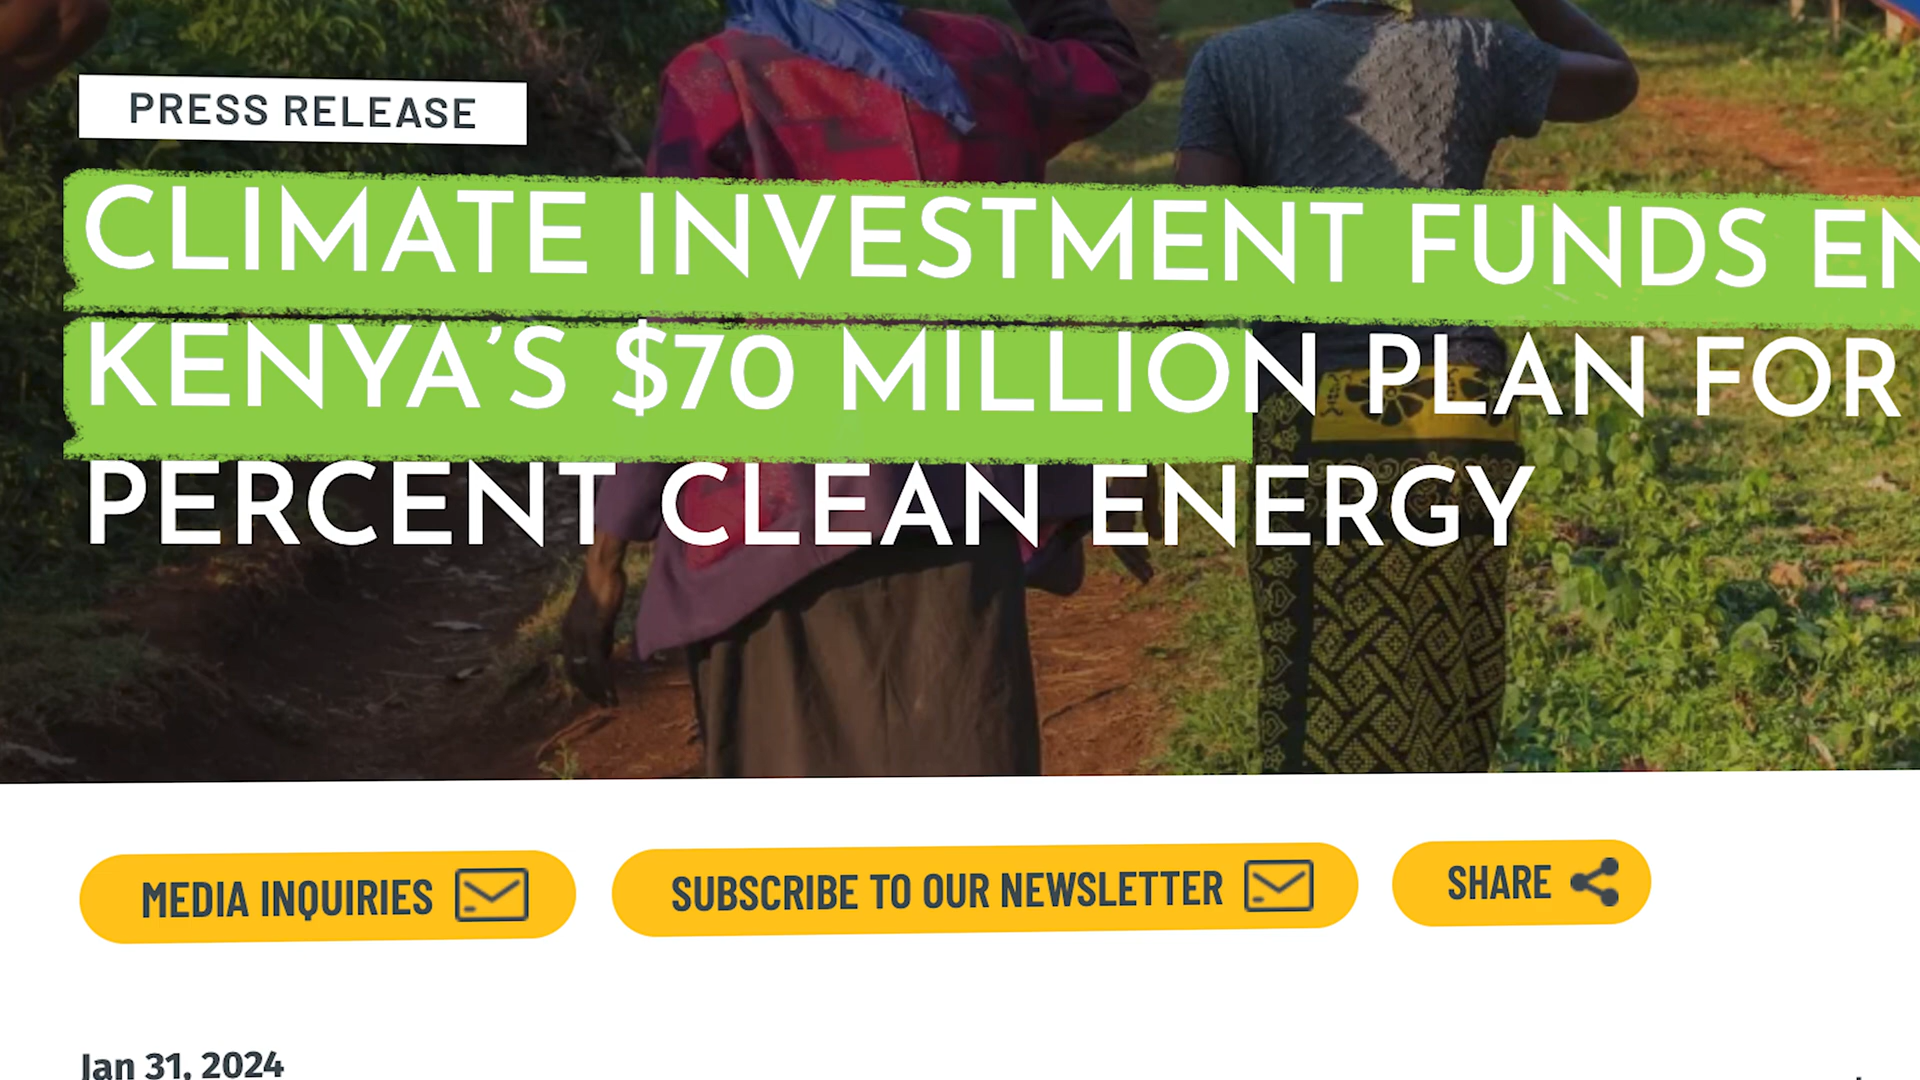 PRESS RELEASE
CLIMATE INVESTMENT FUNDS
KENYA’S $70 MILLION PLAN FOR
PERCENT CLEAN ENERGY
MEDIA INQUIRIES
SUBSCRIBE TO OUR NEWSLETTER
SHARE
Jan 31, 2024